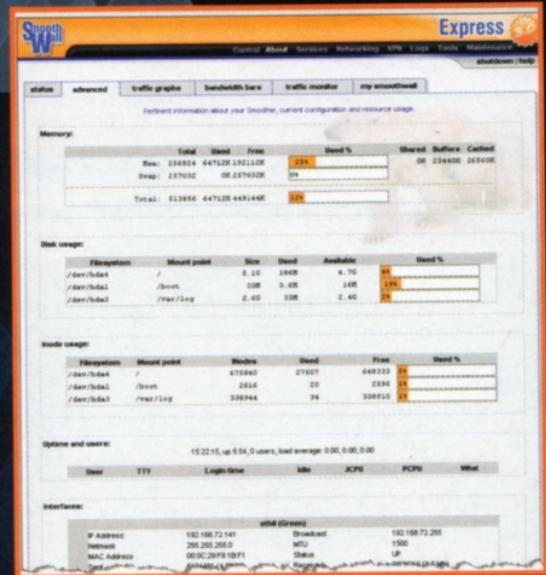 Smooth Wall
Express
Control About Services Networking VPN Logs Tools Maintenance
shutdown | help
status advanced traffic graphs bandwidth bars traffic monitor my smoothwall
Pertinent information about your Smoothie, current configuration and resource usage.
Memory:
Total Used Free Used % Shared Buffers Cached
Mem: 256824 64712K 192112K 25% 0K 23440K 26560K
Swap: 257032 0K 257032K 0%
Total: 513856 64712K 449144K 12%
Disk usage:
Filesystem Mount point Size Used Available Used %
/dev/hda4 / 5.1G 186M 4.7G 4%
/dev/hda1 /boot 20M 3.6M 16M 19%
/dev/hda3 /var/log 2.6G 33M 2.4G 2%
Inode usage:
Filesystem Mount point INodes Used Free Used %
/dev/hda4 / 675840 27507 648333
/dev/hda1 /boot 2616 20 2596 1%
/dev/hda3 /var/log 338944 34 338910 1%
Uptime and users:
15:22:15, up 5:54, 0 users, load average: 0.00, 0.00, 0.00
User TTY Login time Idle JCPU PCPU What
Interfaces:
eth0 (Green)
IP Address 192.168.72.141 Broadcast 192.168.72.255
Netmask 255.255.255.0 MTU 1500
MAC Address 00:0C:29:F8:1B:F1 Status UP